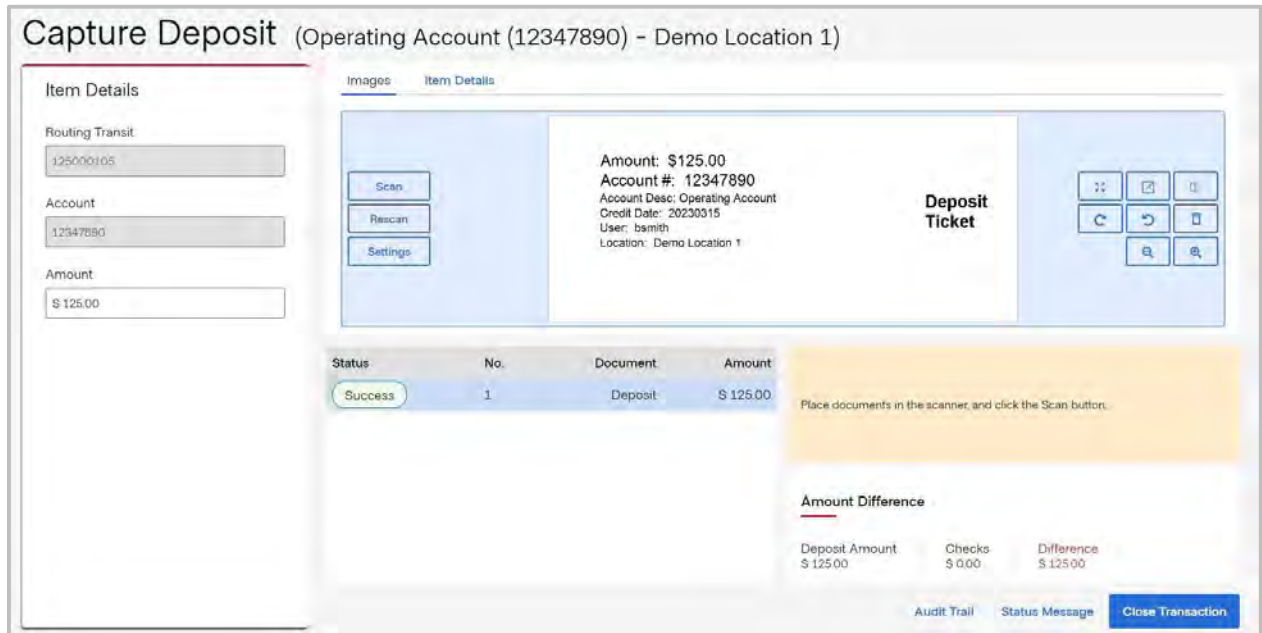 Capture Deposit (Operating Account (12347890) - Demo Location 1)
Item Details
Routing Transit
125000105
Account
12347890
Amount
$ 125.00
Images Item Details
Scan
Rescan
Settings
Amount: $125.00
Account #: 12347890
Account Desc: Operating Account
Credit Date: 20230315
User: bsmith
Location: Demo Location 1
Deposit
Ticket
Status No. Document Amount
Success 1 Deposit $ 125.00
Place documents in the scanner, and click the Scan button.
Amount Difference
Deposit Amount Checks Difference
$ 125.00 $ 0.00 $ 125.00
Audit Trail Status Message Close Transaction